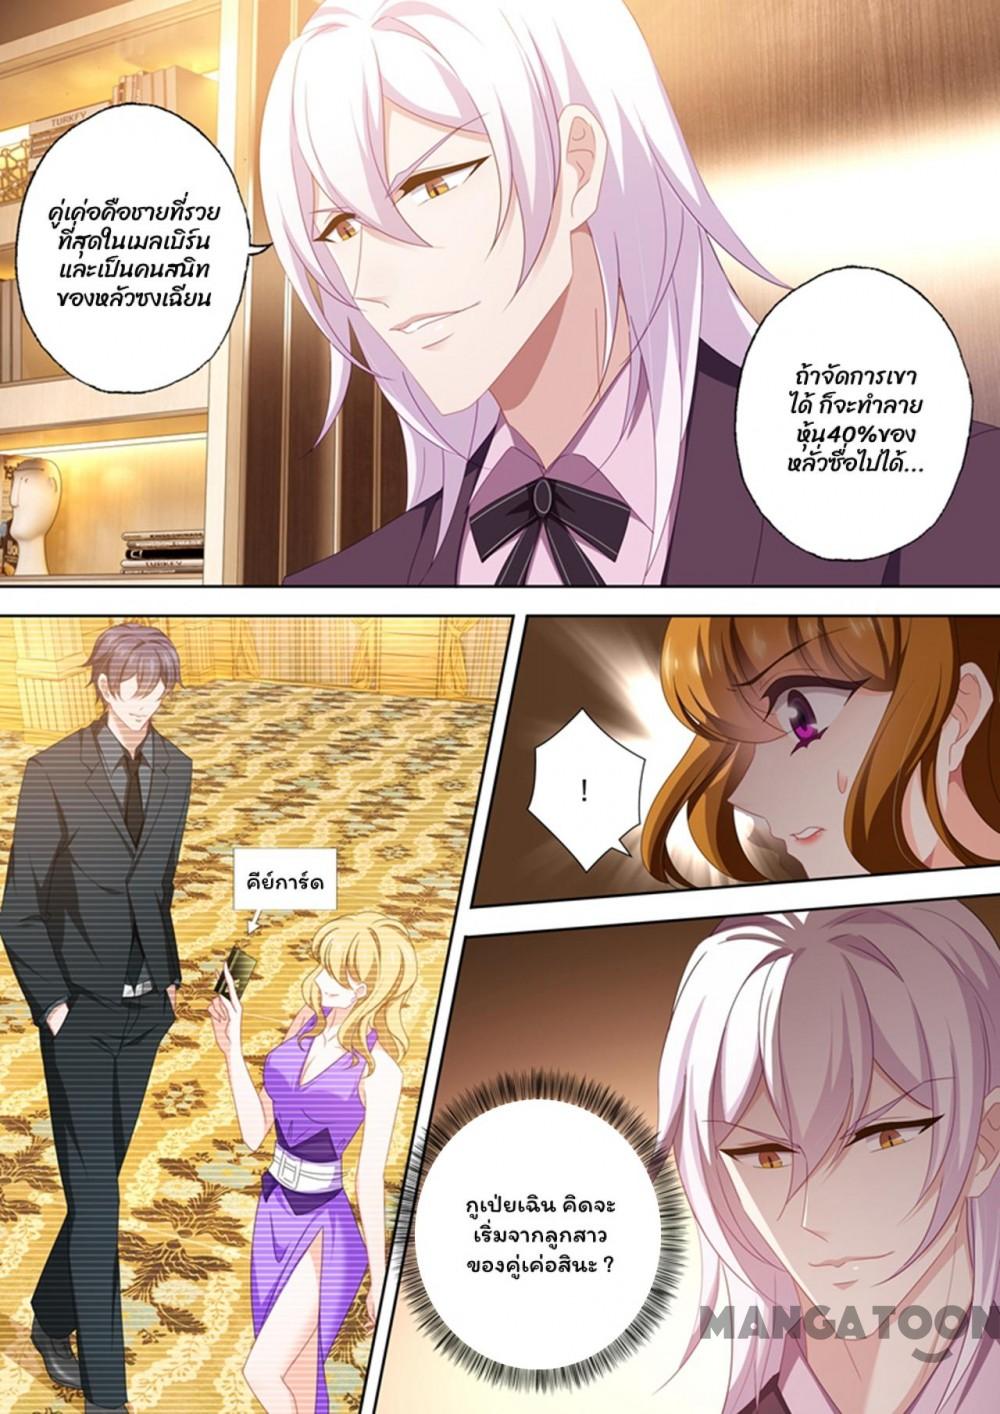 TURKEY
คู่เค่อคือชายที่รวย
ที่สุดในเมลเบิร์น
และเป็นคนสนิท
ของหลัวซงเฉียน
ถ้าจัดการเขา
ได้ ก็จะทำลาย
หุ้น40%ของ
หลั่วซื่อไปได้...
TURKEY
!
คีย์การ์ด
กูเป่ยเฉิน คิดจะ
เริ่มจากลูกสาว
ของคู่เค่อสินะ ?
MANGATOON